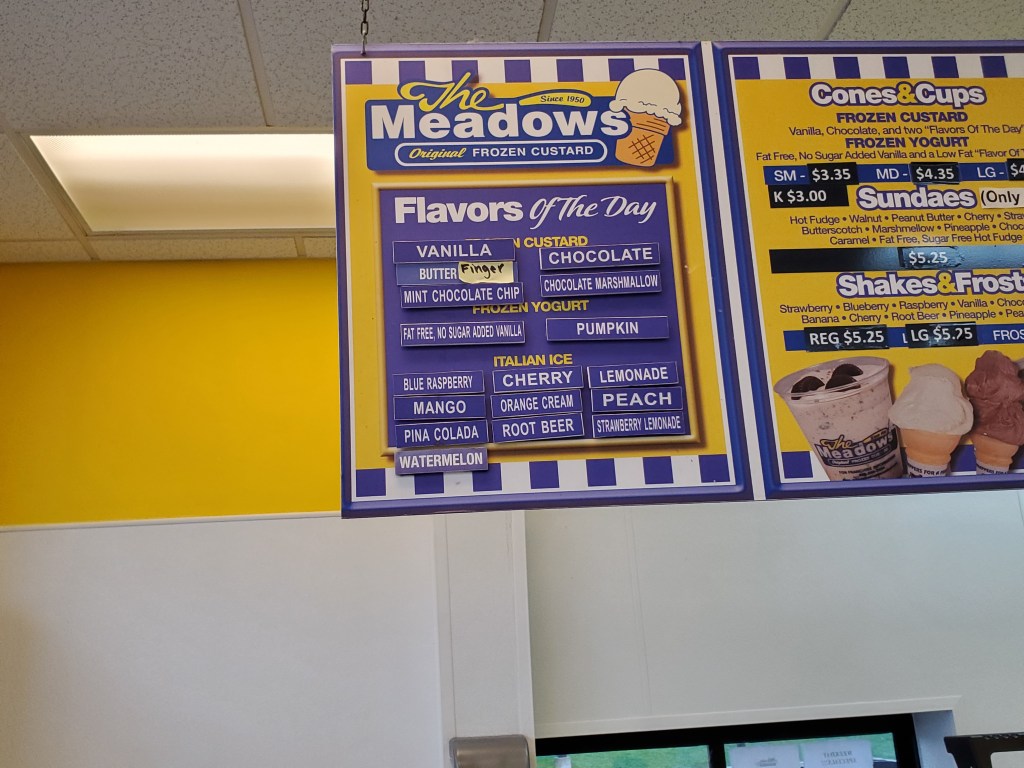 The
Since 1950
Meadows
Original FROZEN CUSTARD
Flavors Of The Day
N CUSTARD
VANILLA
CHOCOLATE
BUTTER Finger
CHOCOLATE MARSHMALLOW
MINT CHOCOLATE CHIP
FROZEN YOGURT
FAT FREE, NO SUGAR ADDED VANILLA
PUMPKIN
ITALIAN ICE
BLUE RASPBERRY CHERRY LEMONADE
MANGO ORANGE CREAM PEACH
PINA COLADA ROOT BEER STRAWBERRY LEMONADE
WATERMELON
Cones&Cups
FROZEN CUSTARD
Vanilla, Chocolate, and two "Flavors Of The Day"
FROZEN YOGURT
Fat Free, No Sugar Added Vanilla and a Low Fat "Flavor Of
SM - $3.35 MD - $4.35 LG - $4
K $3.00
Sundaes (Only
Hot Fudge • Walnut • Peanut Butter • Cherry •
Butterscotch • Marshmallow • Pineapple •
Caramel • Fat Free, Sugar Free Hot Fudge
$5.25
Shakes&Frost
Strawberry • Blueberry • Raspberry • Vanilla •
Banana • Cherry • Root Beer • Pineapple •
REG $5.25 LG $5.75 FROS
The
Meadows